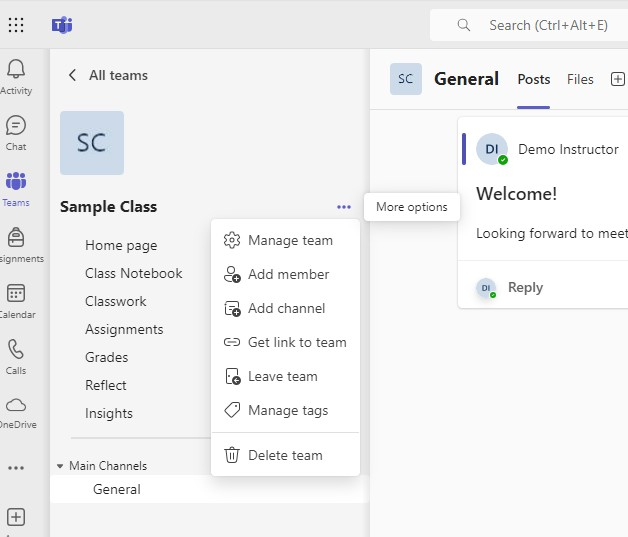 Search (Ctrl+Alt+E)
Activity
Chat
Teams
signments
Calendar
Calls
OneDrive
All teams
SC
Sample Class
More options
Home page
Class Notebook
Classwork
Assignments
Grades
Reflect
Insights
Main Channels
General
Manage team
Add member
Add channel
Get link to team
Leave team
Manage tags
Delete team
SC General Posts Files
DI Demo Instructor
Welcome!
Looking forward to meet
DI Reply